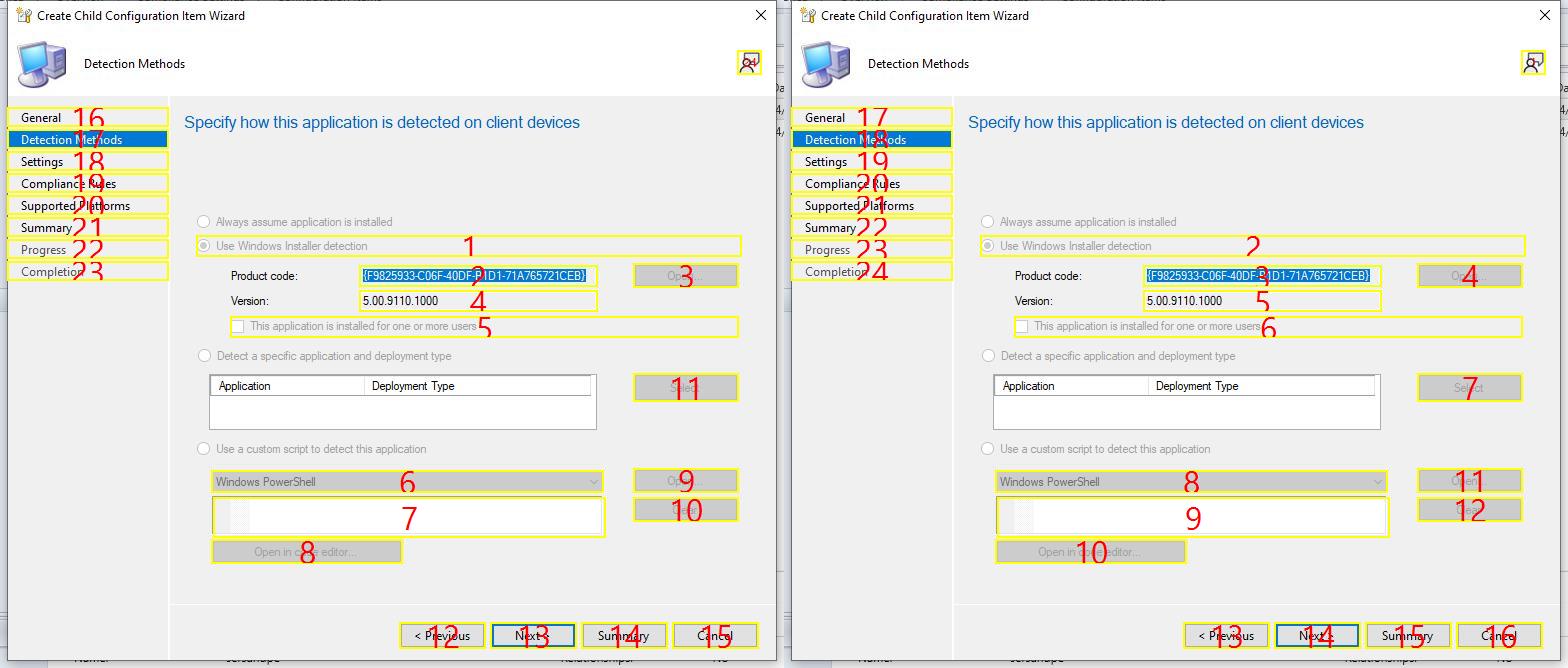 Create Child Configuration Item Wizard
Detection Methods
24
General 16
Detection Methods 17
Settings 18
Compliance Rules 19
Supported Platforms 20
Summary 21
Progress 22
Completion 23
Specify how this application is detected on client devices
Always assume application is installed
Use Windows Installer detection 1
Product code: 2 3
Version: 5.00.9110.1000 4
This application is installed for one or more users 5
Detect a specific application and deployment type
Application Deployment Type Select 11
Use a custom script to detect this application
Windows PowerShell 6 Open... 9
7 Clear 10
Open in code editor... 8
< Previous 12 Next > 13 Summary 14 Cancel 15
Create Child Configuration Item Wizard
Detection Methods
General 17
Detection Methods 18
Settings 19
Compliance Rules 20
Supported Platforms 21
Summary 22
Progress 23
Completion 24
Specify how this application is detected on client devices
Always assume application is installed
Use Windows Installer detection 2
Product code: 3 Open... 4
Version: 5.00.9110.1000 5
This application is installed for one or more users 6
Detect a specific application and deployment type
Application Deployment Type Select 7
Use a custom script to detect this application
Windows PowerShell 8 Open... 11
9 Clear 12
Open in code editor... 10
< Previous 13 Next > 14 Summary 15 Cancel 16